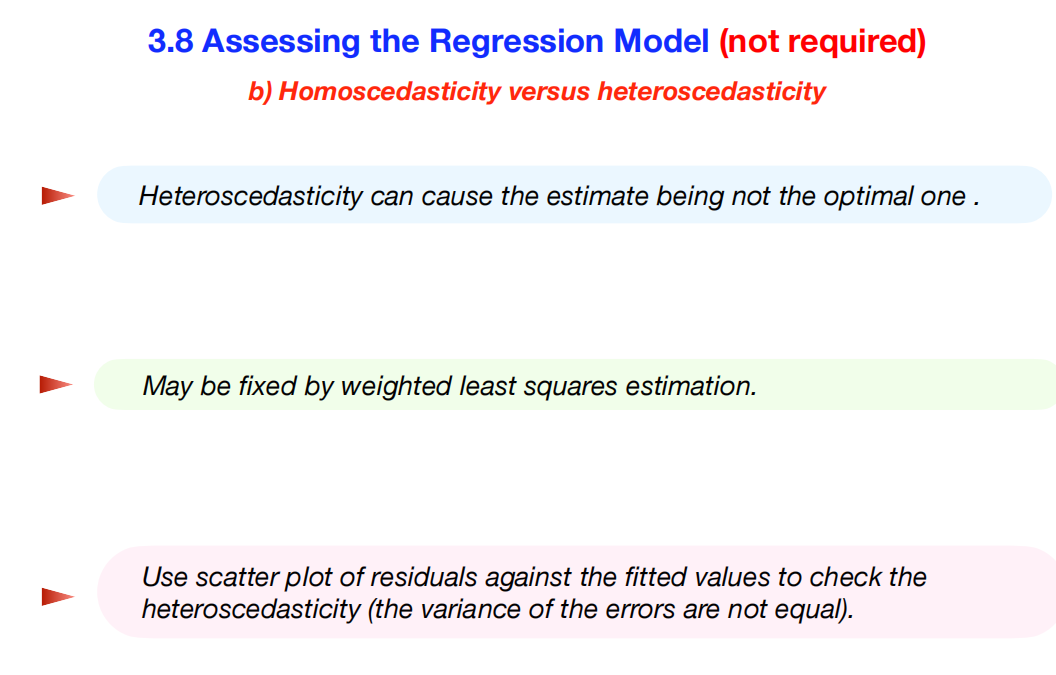 3.8 Assessing the Regression Model (not required)
b) Homoscedasticity versus heteroscedasticity
Heteroscedasticity can cause the estimate being not the optimal one .
May be fixed by weighted least squares estimation.
Use scatter plot of residuals against the fitted values to check the
heteroscedasticity (the variance of the errors are not equal).